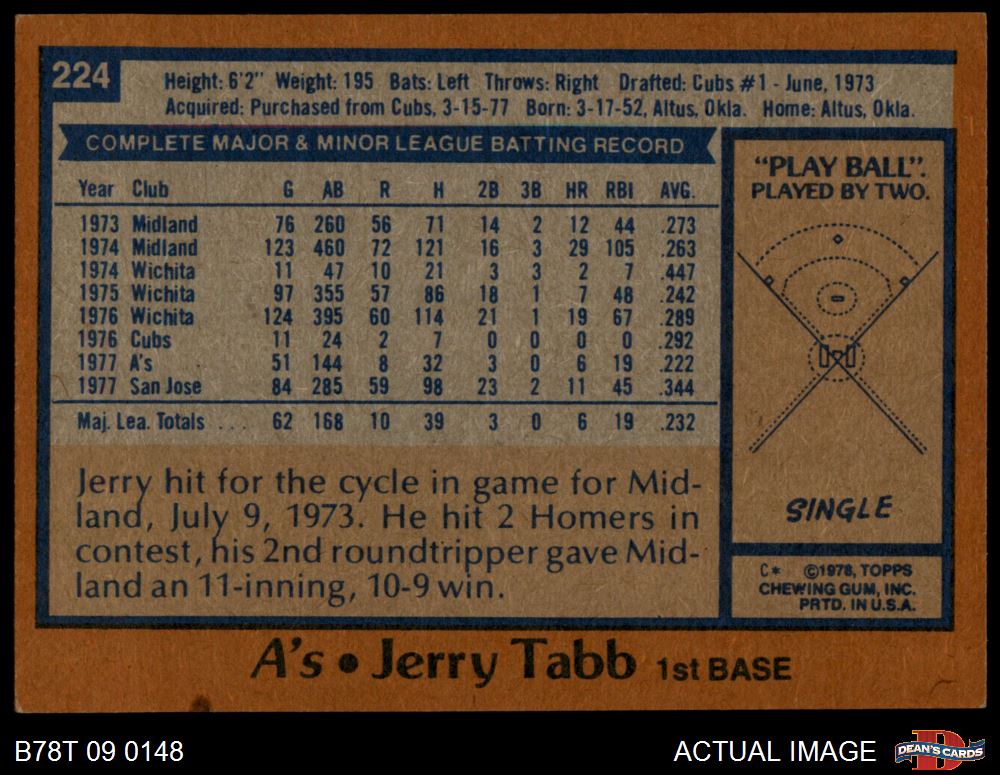 224
Height: 6'2" Weight: 195 Bats: Left Throws: Right Drafted: Cubs #1 - June, 1973
Acquired: Purchased from Cubs, 3-15-77 Born: 3-17-52, Altus, Okla. Home: Altus, Okla.
COMPLETE MAJOR & MINOR LEAGUE BATTING RECORD
Year Club G AB R H 2B 3B HR RBI AVG.
1973 Midland 76 260 56 71 14 2 12 44 .273
1974 Midland 123 460 72 121 16 3 29 105 .263
1974 Wichita 11 47 10 21 3 3 2 7 .447
1975 Wichita 97 355 57 86 18 1 7 48 .242
1976 Wichita 124 395 60 114 21 1 19 67 .289
1976 Cubs 11 24 2 7 0 0 0 0 .292
1977 A's 51 144 8 32 3 0 6 19 .222
1977 San Jose 84 285 59 98 23 2 11 45 .344
Maj. Lea. Totals . . . 62 168 10 39 3 0 6 19 .232
Jerry hit for the cycle in game for Mid-
land, July 9, 1973. He hit 2 Homers in
contest, his 2nd roundtripper gave Mid-
land an 11-inning, 10-9 win.
"PLAY BALL".
PLAYED BY TWO.
SINGLE
C* ©1978, TOPPS
CHEWING GUM, INC.
PRTD. IN U.S.A.
A's • Jerry Tabb 1st BASE
B78T 09 0148
ACTUAL IMAGE
D
DEAN'S CARDS